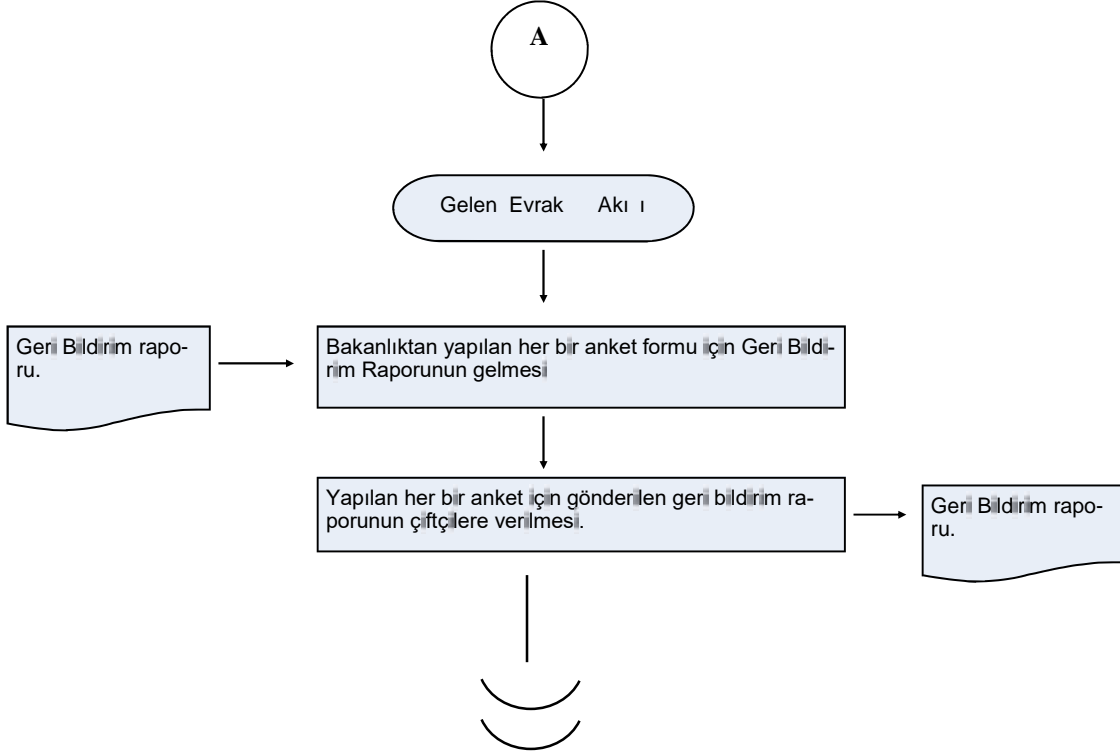 A
Gelen Evrak Akı ı
Geri Bildirim rapo-
ru.
Bakanlıktan yapılan her bir anket formu için Geri Bildi-
rim Raporunun gelmesi
Yapılan her bir anket için gönderilen geri bildirim ra-
porunun çiftçilere verilmesi.
Geri Bildirim rapo-
ru.